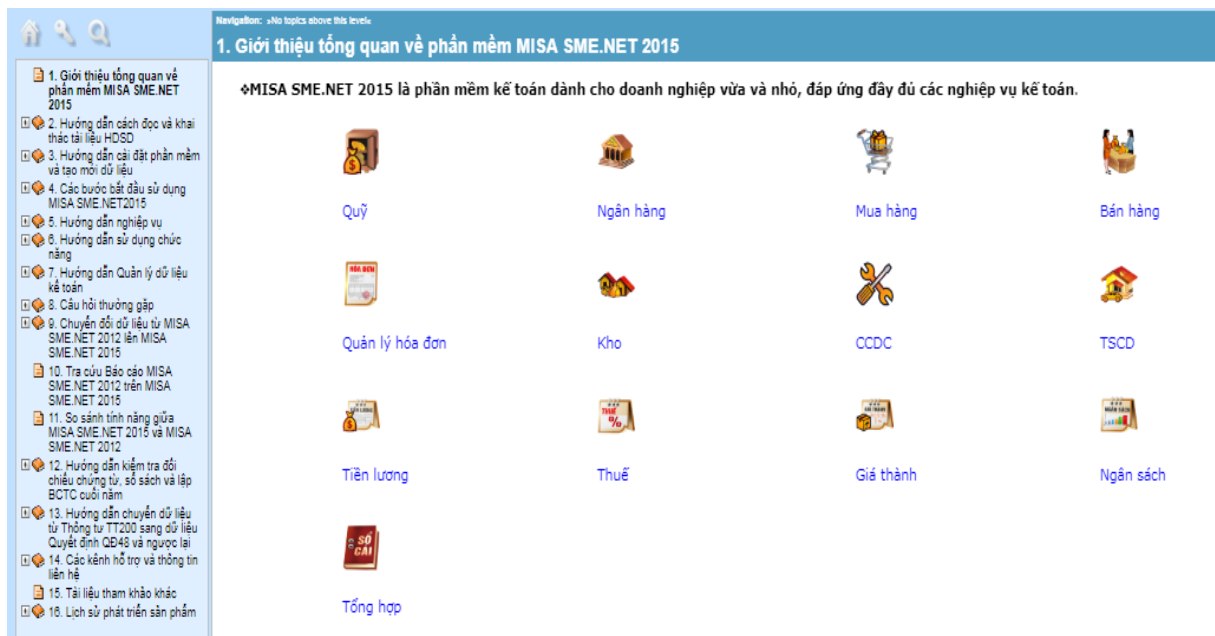 Navigation: »No topics above this level«
1. Giới thiệu tổng quan về phần mềm MISA SME.NET 2015
1. Giới thiệu tổng quan về
phần mềm MISA SME.NET
2015
2. Hướng dẫn cách đọc và khai
thác tài liệu HDSD
3. Hướng dẫn cài đặt phần mềm
và tạo mới dữ liệu
4. Các bước bắt đầu sử dụng
MISA SME.NET2015
5. Hướng dẫn nghiệp vụ
6. Hướng dẫn sử dụng chức
năng
7. Hướng dẫn Quản lý dữ liệu
kế toán
8. Câu hỏi thường gặp
9. Chuyển đổi dữ liệu từ MISA
SME.NET 2012 lên MISA
SME.NET 2015
10. Tra cứu Báo cáo MISA
SME.NET 2012 trên MISA
SME.NET 2015
11. So sánh tính năng giữa
MISA SME.NET 2015 và MISA
SME.NET 2012
12. Hướng dẫn kiểm tra đối
chiếu chứng từ, sổ sách và lập
BCTC cuối năm
13. Hướng dẫn chuyển dữ liệu
từ Thông tư TT200 sang dữ liệu
Quyết định QĐ48 và ngược lại
14. Các kênh hỗ trợ và thông tin
liên hệ
15. Tài liệu tham khảo khác
16. Lịch sử phát triển sản phẩm
❖MISA SME.NET 2015 là phần mềm kế toán dành cho doanh nghiệp vừa và nhỏ, đáp ứng đầy đủ các nghiệp vụ kế toán.
Quỹ
Ngân hàng
Mua hàng
Bán hàng
HÓA ĐƠN
Quản lý hóa đơn
Kho
CCDC
TSCD
Tiền lương
THUẾ
%
Thuế
GIÁ THÀNH
Giá thành
NGÂN SÁCH
Ngân sách
SỔ
CÁI
Tổng hợp